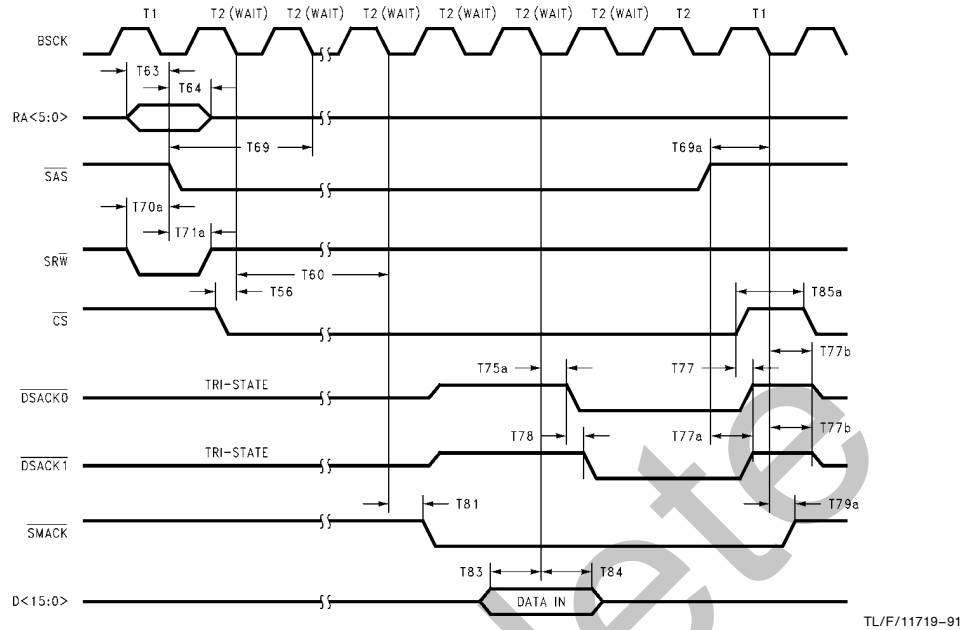 T1 T2 (WAIT) T2 (WAIT) T2 (WAIT) T2 (WAIT) T2 (WAIT) T2 (WAIT) T2 T1
BSCK
T63
T64
RA<5:0>
T69 T69a
SAS
T70a
T71a
SRW
T60
T56 T85a
CS
T77b
T75a T77
TRI-STATE
DSACK0
T77b
T78 T77a
TRI-STATE
DSACK1
T81 T79a
SMACK
T83 T84
D<15:0> DATA IN
TL/F/11719–91
lete